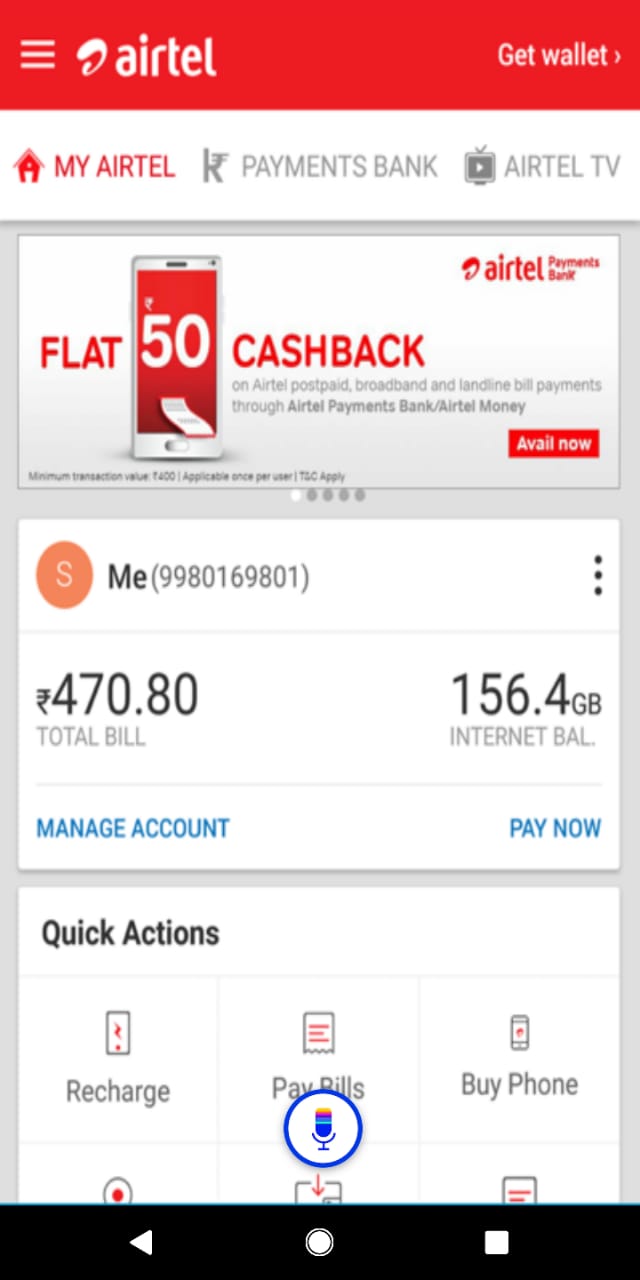 airtel
Get wallet ›
MY AIRTEL
PAYMENTS BANK
AIRTEL TV
airtel Payments Bank
FLAT ₹50 CASHBACK
on Airtel postpaid, broadband and landline bill payments
through Airtel Payments Bank/Airtel Money
Avail now
Minimum transaction value: ₹400 | Applicable once per user | T&C Apply
S
Me (9980169801)
₹470.80
156.4GB
TOTAL BILL
INTERNET BAL.
MANAGE ACCOUNT
PAY NOW
Quick Actions
Recharge
Pay Bills
Buy Phone